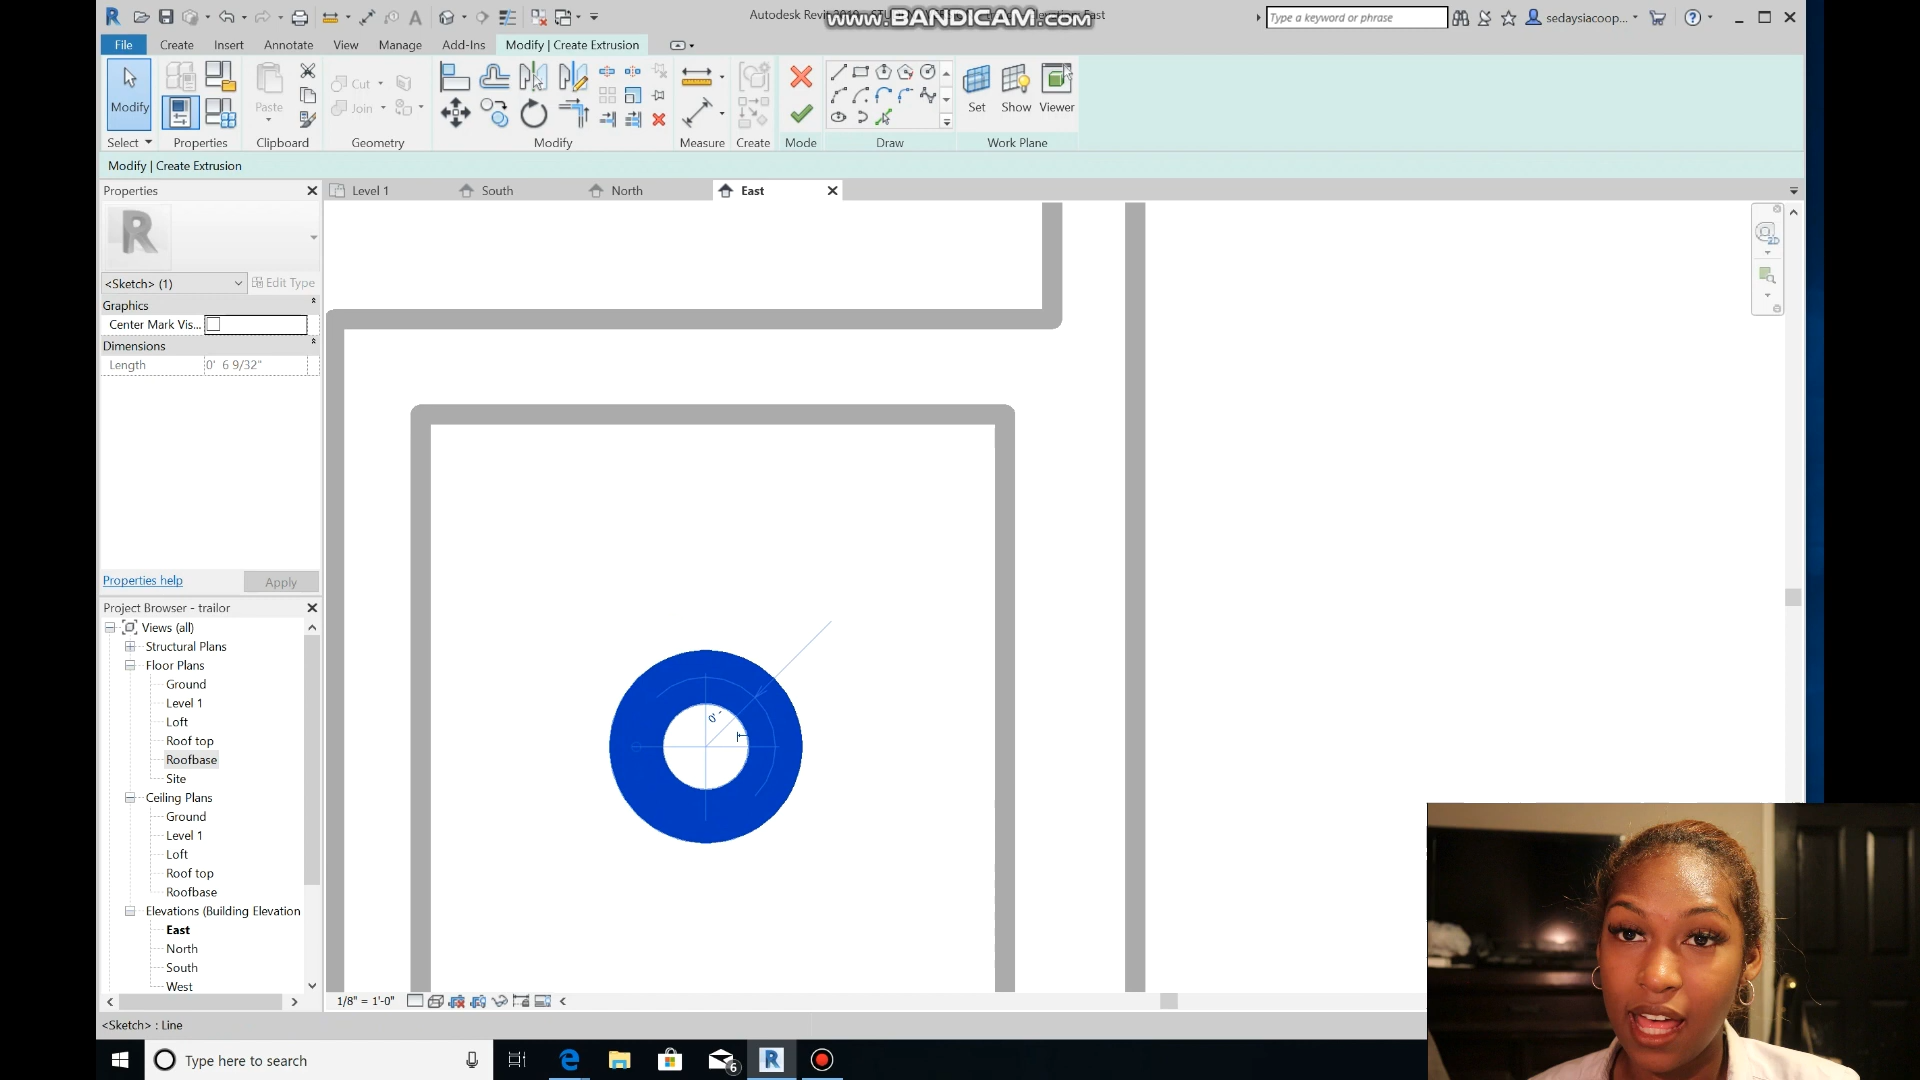 Autodesk Revit
www.BANDICAM.com
East
Type a keyword or phrase
sedaysiacoop...
File
Create
Insert
Annotate
View
Manage
Add-Ins
Modify | Create Extrusion
Modify
Paste
Cut
Join
Set
Show
Viewer
Select
Properties
Clipboard
Geometry
Modify
Measure
Create
Mode
Draw
Work Plane
Modify | Create Extrusion
Properties
Level 1
South
North
East
R
<Sketch> (1)
Edit Type
Graphics
Center Mark Vis...
Dimensions
Length
0' 6 9/32"
Properties help
Apply
Project Browser - trailor
Views (all)
Structural Plans
Floor Plans
Ground
Level 1
Loft
Roof top
Roofbase
Site
Ceiling Plans
Ground
Level 1
Loft
Roof top
Roofbase
Elevations (Building Elevation
East
North
South
West
0' -
1/8" = 1'-0"
<Sketch> : Line
Type here to search
6
R